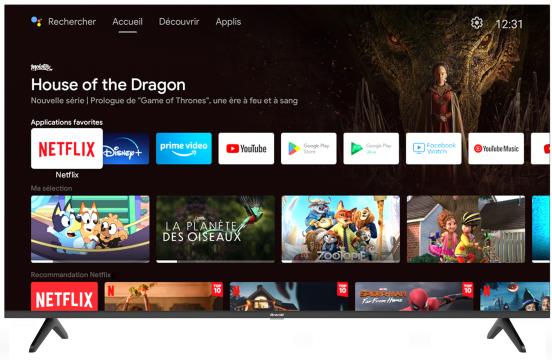 Rechercher Accueil Découvrir Applis 12:31
House of the Dragon
Nouvelle série | Prologue de "Game of Thrones", une ère à feu et à sang
Applications favorites
NETFLIX Disney+ prime video YouTube Google Play Store Google Play Facebook Watch YouTube Music
Netflix
Ma sélection
LA PLANÈTE DES OISEAUX
ZOOTOPIE
Recommandation Netflix
NETFLIX N TOP 10 N TOP 10 SPIDER-MAN Far From Home TOP 10 N